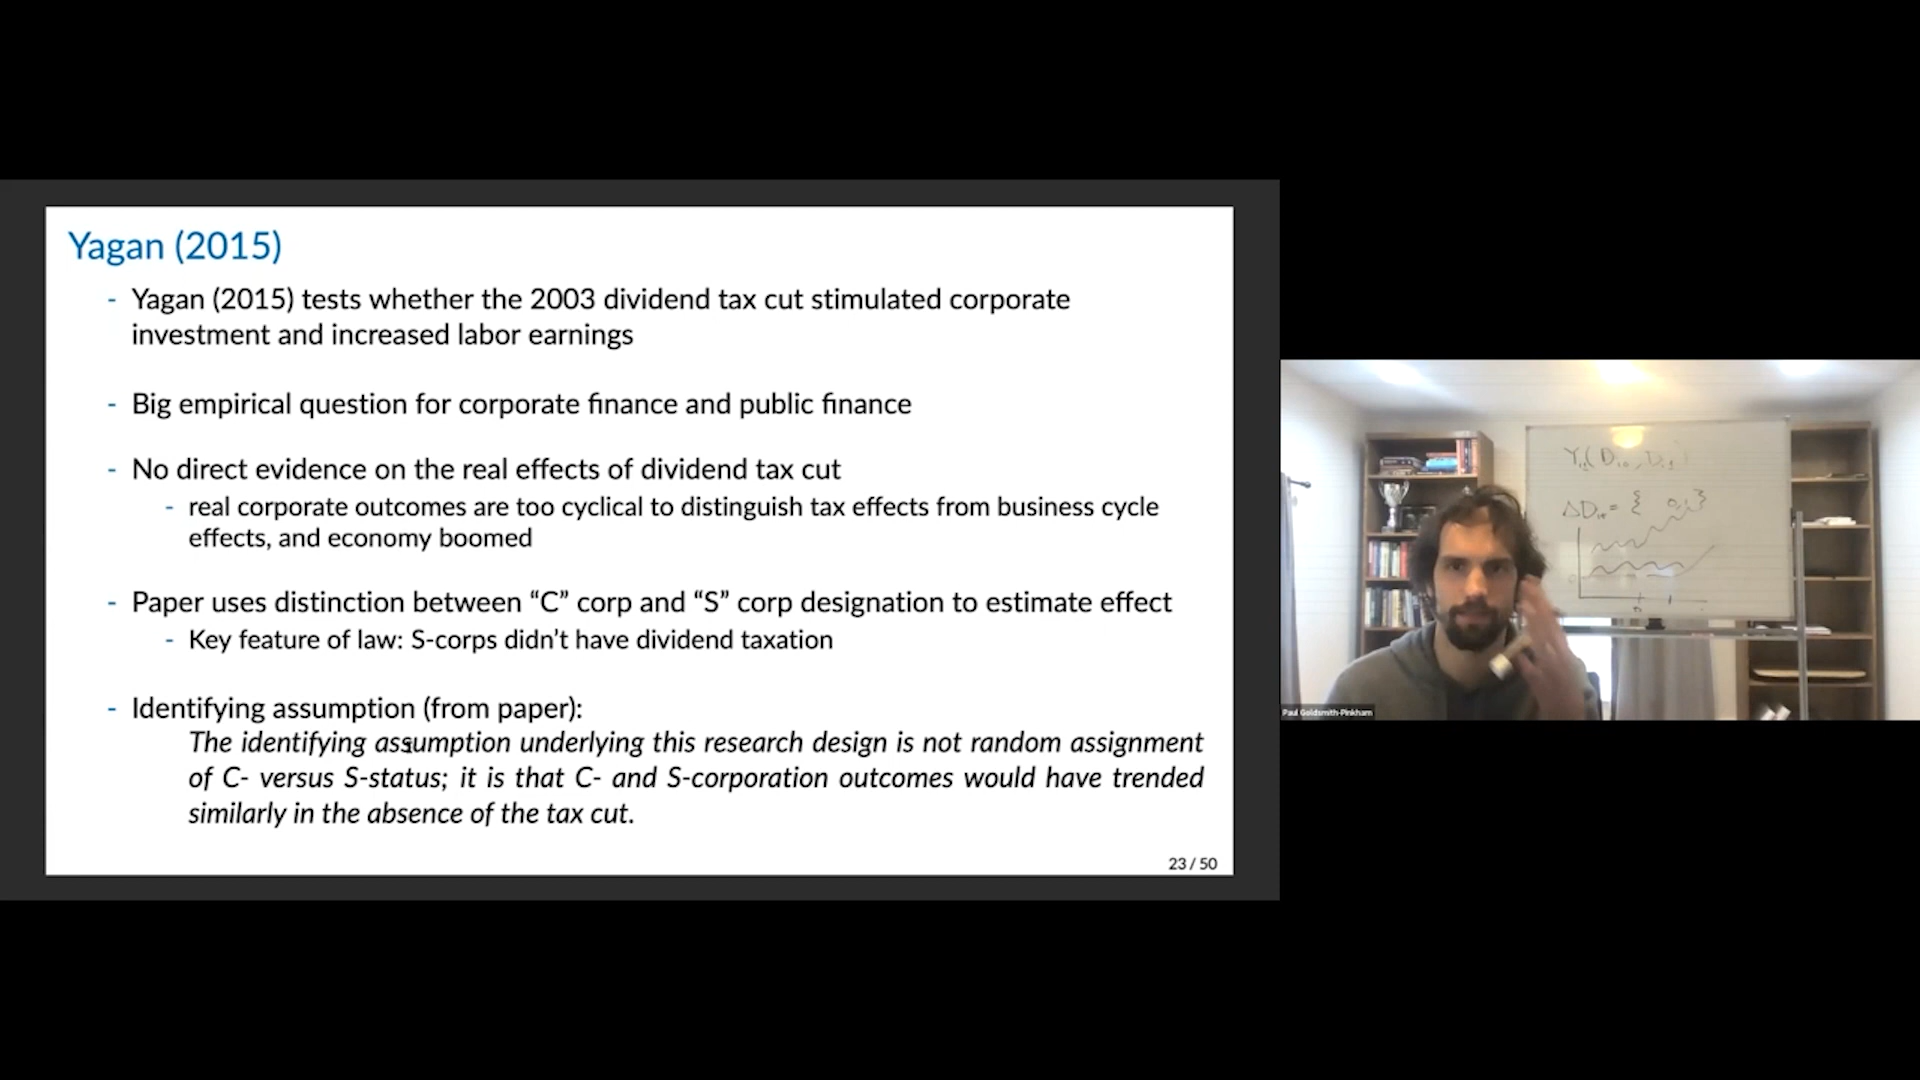 Yagan (2015)
- Yagan (2015) tests whether the 2003 dividend tax cut stimulated corporate
investment and increased labor earnings
- Big empirical question for corporate finance and public finance
- No direct evidence on the real effects of dividend tax cut
- real corporate outcomes are too cyclical to distinguish tax effects from business cycle
effects, and economy boomed
- Paper uses distinction between “C” corp and “S” corp designation to estimate effect
- Key feature of law: S-corps didn’t have dividend taxation
- Identifying assumption (from paper):
The identifying assumption underlying this research design is not random assignment
of C- versus S-status; it is that C- and S-corporation outcomes would have trended
similarly in the absence of the tax cut.
23 / 50
Paul Goldsmith-Pinkham